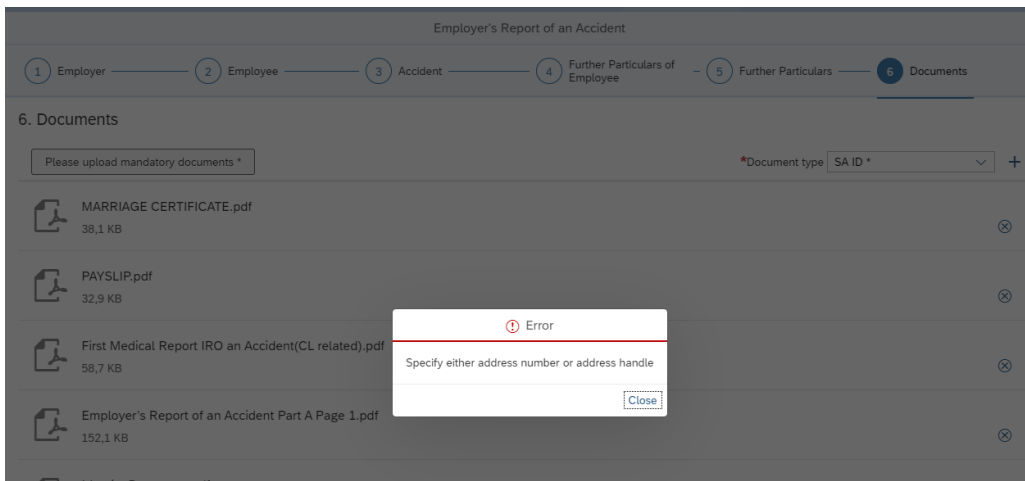 Employer's Report of an Accident
1 Employer
2 Employee
3 Accident
4 Further Particulars of
Employee
5 Further Particulars
6 Documents
6. Documents
Please upload mandatory documents *
*Document type SA ID *
MARRIAGE CERTIFICATE.pdf
38,1 KB
PAYSLIP.pdf
32,9 KB
First Medical Report IRO an Accident(CL related).pdf
58,7 KB
Employer's Report of an Accident Part A Page 1.pdf
152,1 KB
Error
Specify either address number or address handle
Close